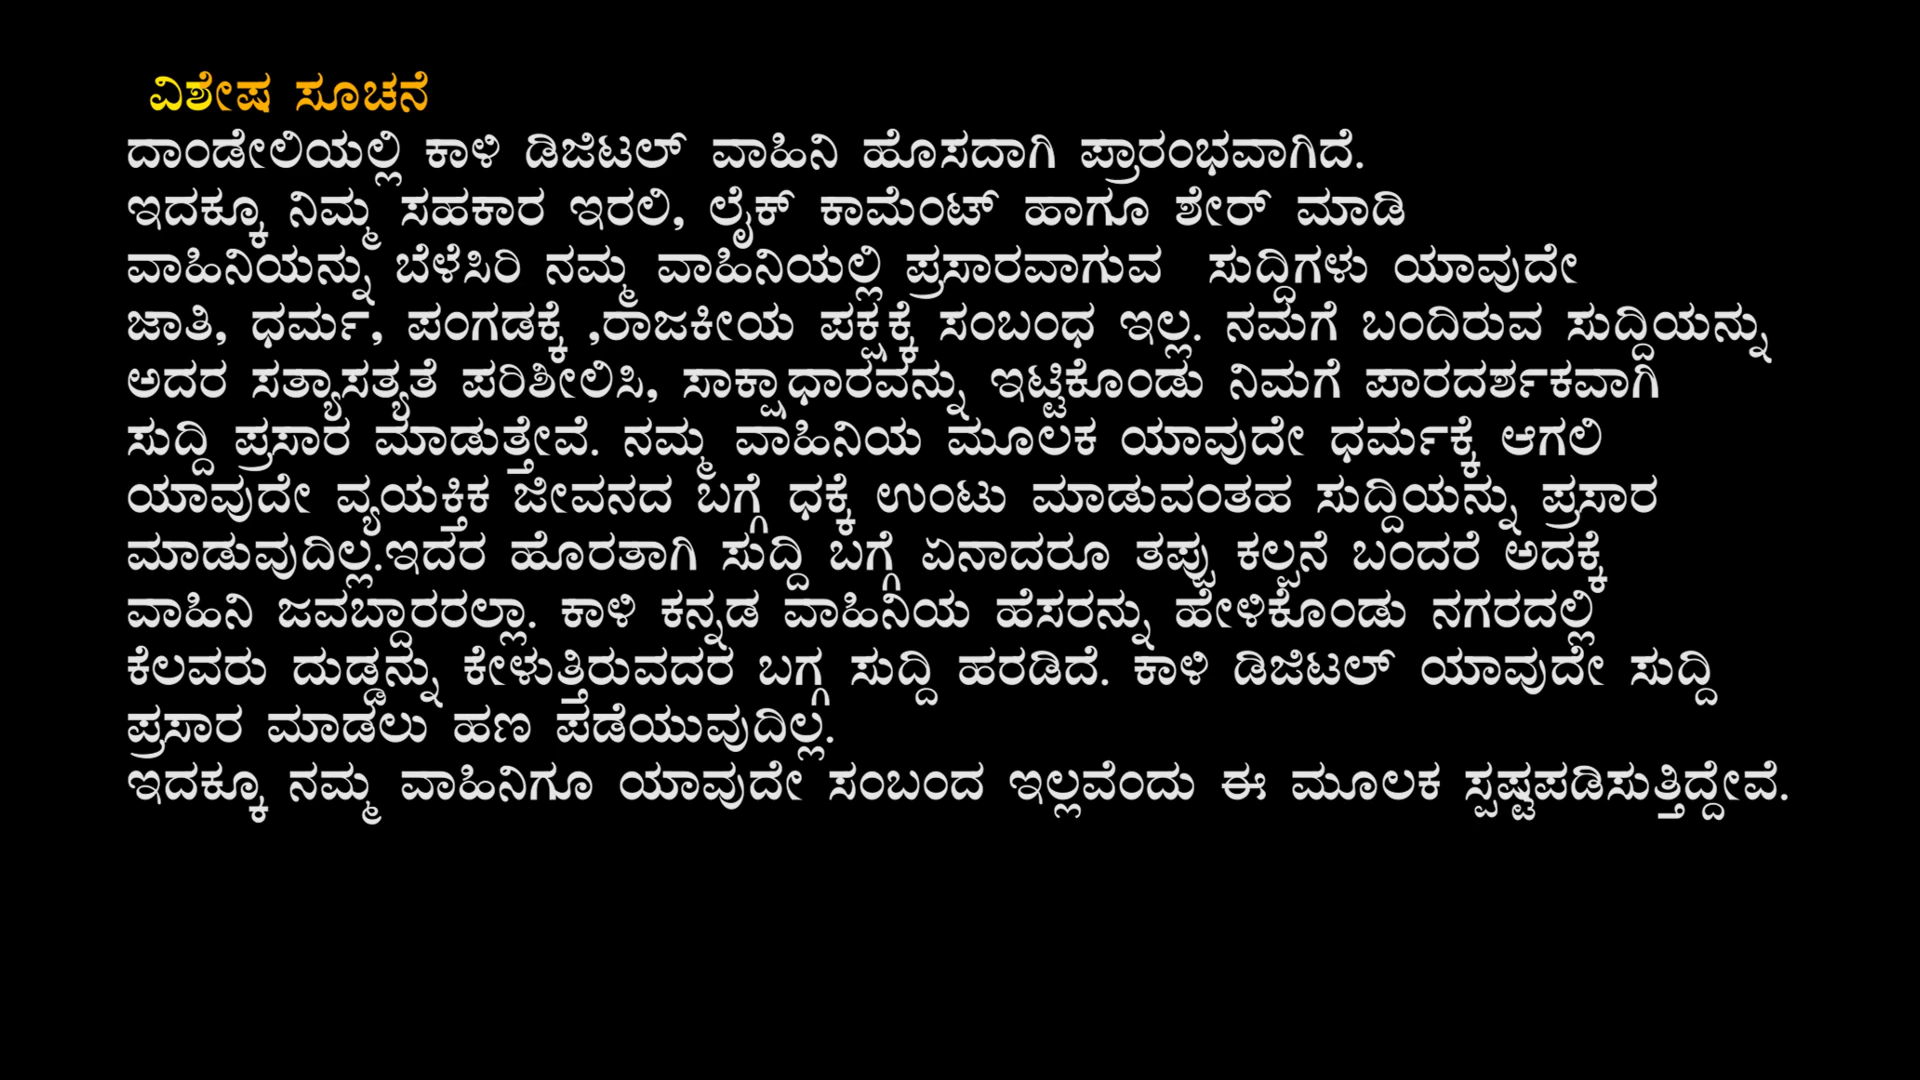 ವಿಶೇಷ ಸೂಚನೆ
ದಾಂಡೇಲಿಯಲ್ಲಿ ಕಾಳಿ ಡಿಜಿಟಲ್ ವಾಹಿನಿ ಹೊಸದಾಗಿ ಪ್ರಾರಂಭವಾಗಿದೆ.
ಇದಕ್ಕೂ ನಿಮ್ಮ ಸಹಕಾರ ಇರಲಿ, ಲೈಕ್ ಕಾಮೆಂಟ್ ಹಾಗೂ ಶೇರ್ ಮಾಡಿ
ವಾಹಿನಿಯನ್ನು ಬೆಳೆಸಿರಿ ನಮ್ಮ ವಾಹಿನಿಯಲ್ಲಿ ಪ್ರಸಾರವಾಗುವ ಸುದ್ದಿಗಳು ಯಾವುದೇ
ಜಾತಿ, ಧರ್ಮ, ಪಂಗಡಕ್ಕೆ ,ರಾಜಕೀಯ ಪಕ್ಷಕ್ಕೆ ಸಂಬಂಧ ಇಲ್ಲ. ನಮಗೆ ಬಂದಿರುವ ಸುದ್ದಿಯನ್ನು
ಅದರ ಸತ್ಯಾಸತ್ಯತೆ ಪರಿಶೀಲಿಸಿ, ಸಾಕ್ಷಾಧಾರವನ್ನು ಇಟ್ಟಿಕೊಂಡು ನಿಮಗೆ ಪಾರದರ್ಶಕವಾಗಿ
ಸುದ್ದಿ ಪ್ರಸಾರ ಮಾಡುತ್ತೇವೆ. ನಮ್ಮ ವಾಹಿನಿಯ ಮೂಲಕ ಯಾವುದೇ ಧರ್ಮಕ್ಕೆ ಆಗಲಿ
ಯಾವುದೇ ವ್ಯಯಕ್ತಿಕ ಜೀವನದ ಬಗ್ಗೆ ಧಕ್ಕೆ ಉಂಟು ಮಾಡುವಂತಹ ಸುದ್ದಿಯನ್ನು ಪ್ರಸಾರ
ಮಾಡುವುದಿಲ್ಲ.ಇದರ ಹೊರತಾಗಿ ಸುದ್ದಿ ಬಗ್ಗೆ ಏನಾದರೂ ತಪ್ಪು ಕಲ್ಪನೆ ಬಂದರೆ ಅದಕ್ಕೆ
ವಾಹಿನಿ ಜವಬ್ದಾರರಲ್ಲಾ. ಕಾಳಿ ಕನ್ನಡ ವಾಹಿನಿಯ ಹೆಸರನ್ನು ಹೇಳಿಕೊಂಡು ನಗರದಲ್ಲಿ
ಕೆಲವರು ದುಡ್ಡನ್ನು ಕೇಳುತ್ತಿರುವದರ ಬಗ್ಗ ಸುದ್ದಿ ಹರಡಿದೆ. ಕಾಳಿ ಡಿಜಿಟಲ್ ಯಾವುದೇ ಸುದ್ದಿ
ಪ್ರಸಾರ ಮಾಡಲು ಹಣ ಪಡೆಯುವುದಿಲ್ಲ.
ಇದಕ್ಕೂ ನಮ್ಮ ವಾಹಿನಿಗೂ ಯಾವುದೇ ಸಂಬಂದ ಇಲ್ಲವೆಂದು ಈ ಮೂಲಕ ಸ್ಪಷ್ಟಪಡಿಸುತ್ತಿದ್ದೇವೆ.